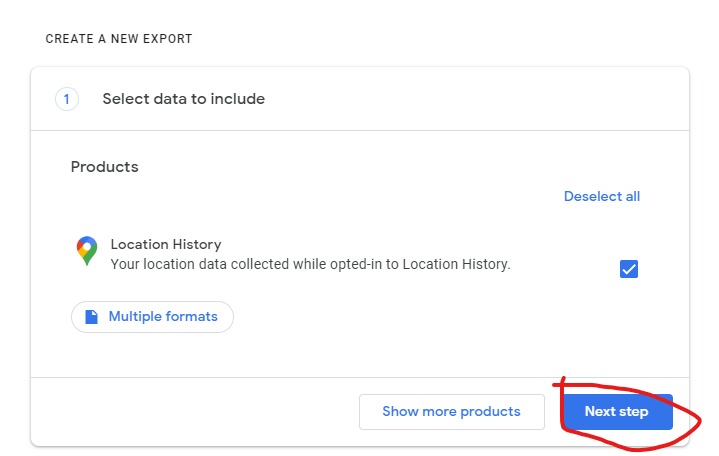 CREATE A NEW EXPORT
1 Select data to include
Products
Deselect all
Location History
Your location data collected while opted-in to Location History.
Multiple formats
Show more products
Next step